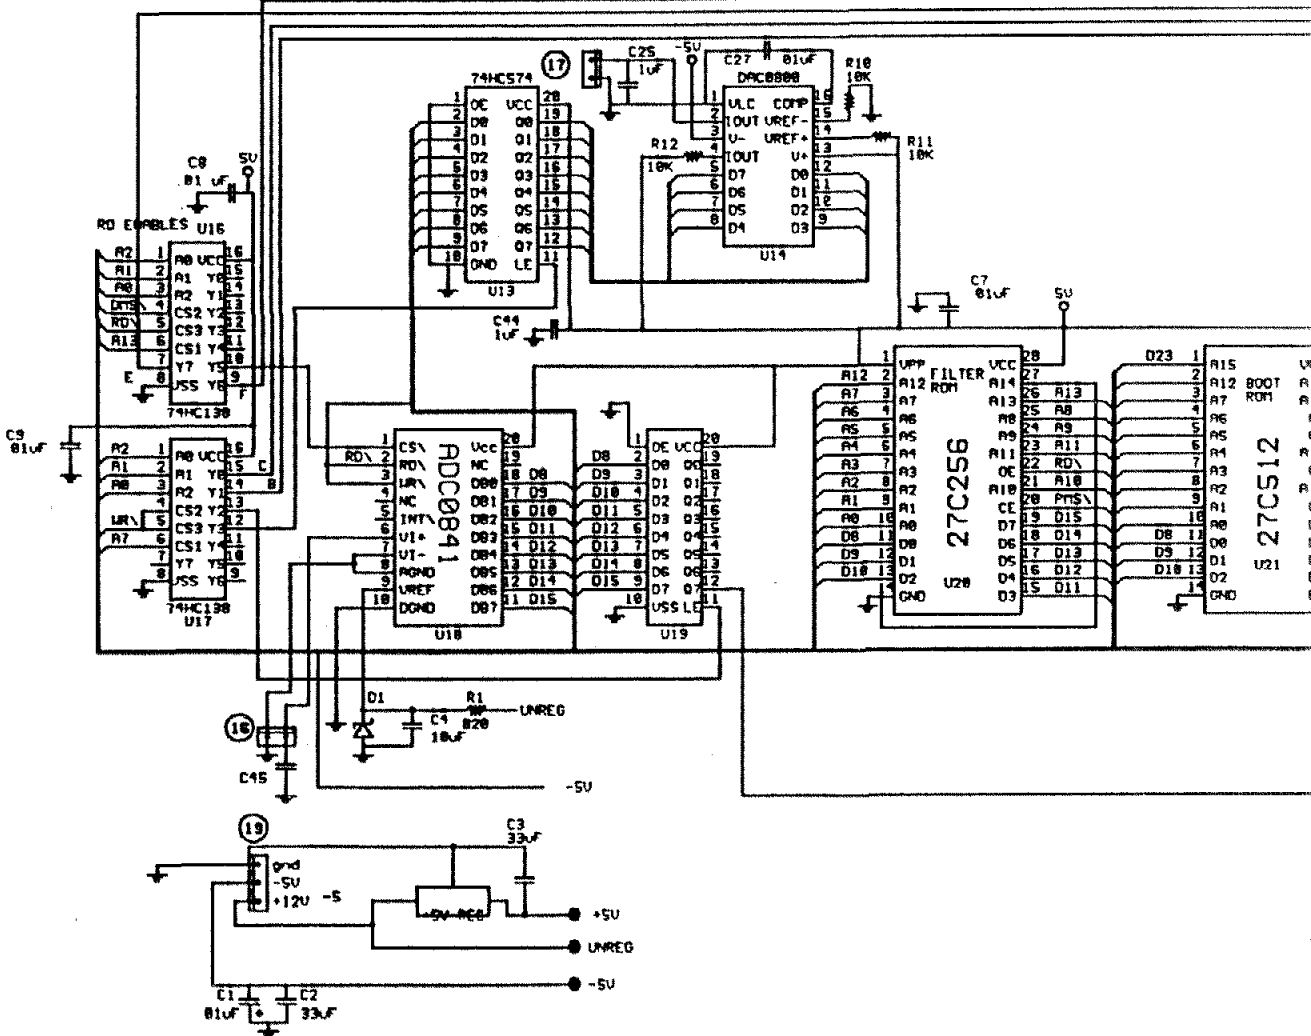 17
C25
1uF
-5V
C27
01uF
R10
10K
74HC574
DAC0800
1 OE VCC 20
2 D0 Q0 19
3 D1 Q1 18
4 D2 Q2 17
5 D3 Q3 16
6 D4 Q4 15
7 D5 Q5 14
8 D6 Q6 13
9 D7 Q7 12
10 GND LE 11
U13
1 VLC COMP 16
2 IOUT VREF- 15
3 V- VREF+ 14
4 IOUT V+ 13
5 D7 D0 12
6 D6 D1 11
7 D5 D2 10
8 D4 D3 9
U14
R12
10K
R11
10K
C8
01 uF
5V
RD ENABLES
U16
A2 1 A0 VCC 16
A1 2 A1 Y0 15
A0 3 A2 Y1 14
DMS\ 4 CS2 Y2 13
RD\ 5 CS3 Y3 12
A13 6 CS1 Y4 11
7 Y7 Y5 10
E 8 VSS Y6 9 F
74HC138
C44
1uF
C7
01uF
5V
C9
01uF
A2 1 A0 VCC 16
A1 2 A1 Y0 15 C
A0 3 A2 Y1 14 B
4 CS2 Y2 13
WR\ 5 CS3 Y3 12
A7 6 CS1 Y4 11
7 Y7 Y5 10
8 VSS Y6 9
74HC138
U17
ADC0841
1 CS\ Vcc 20
RD\ 2 RD\ NC 19
3 WR\ DB0 18 D8
4 NC DB1 17 D9
5 INT\ DB2 16 D10
6 VI+ DB3 15 D11
7 VI- DB4 14 D12
8 AGND DB5 13 D13
9 VREF DB6 12 D14
10 DGND DB7 11 D15
U18
1 OE VCC 20
D8 2 D0 Q0 19
D9 3 D1 Q1 18
D10 4 D2 Q2 17
D11 5 D3 Q3 16
D12 6 D4 Q4 15
D13 7 D5 Q5 14
D14 8 D6 Q6 13
D15 9 D7 Q7 12
10 VSS LE 11
U19
FILTER
ROM
27C256
1 VPP VCC 28
A12 2 A12 A14 27
A7 3 A7 A13 26 A13
A6 4 A6 A8 25 A8
A5 5 A5 A9 24 A9
A4 6 A4 A11 23 A11
A3 7 A3 OE 22 RD\
A2 8 A2 A10 21 A10
A1 9 A1 CE 20 PMS\
A0 10 A0 D7 19 D15
D8 11 D0 D6 18 D14
D9 12 D1 D5 17 D13
D10 13 D2 D4 16 D12
14 GND D3 15 D11
U20
BOOT
ROM
27C512
D23 1 A15
2 A12
3 A7
4 A6
5 A5
6 A4
7 A3
8 A2
9 A1
10 A0
D8 11 D0
D9 12 D1
D10 13 D2
14 GND
U21
16
C45
D1
C4
10uF
R1
820
UNREG
-5V
19
gnd
-5V
+12V -5
C3
33uF
+5V REG
+5V
UNREG
-5V
C1
01uF
+
C2
33uF